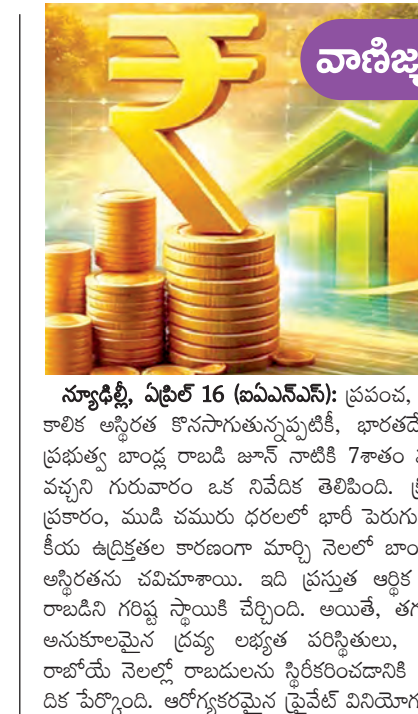 న్యూఢిల్లీ, ఏప్రిల్ 16 (ఐఏఎన్ఎస్): ప్రపంచ,
కాలిక అస్థిరత కొనసాగుతున్నప్పటికీ,
ప్రభుత్వ బాండ్ల రాబడి జూన్ నాటికి 7శాతం
వచ్చని గురువారం ఒక నివేదిక తెలిపింది.
ప్రకారం, ముడి చమురు ధరలలో భారీ పెరుగు
కీయ ఉద్రిక్తతల కారణంగా మార్చి నెలలో
అస్థిరతను చవిచూశాయి. ఇది ప్రస్తుత ఆర్థిక
రాబడిని గరిష్ట స్థాయికి చేర్చింది. అయితే,
అనుకూలమైన ద్రవ్య లభ్యత పరిస్థితులు,
రాబోయే నెలల్లో రాబడులను స్థిరీకరించడానికి
దిక పేర్కొంది. ఆరోగ్యకరమైన ప్రైవేట్